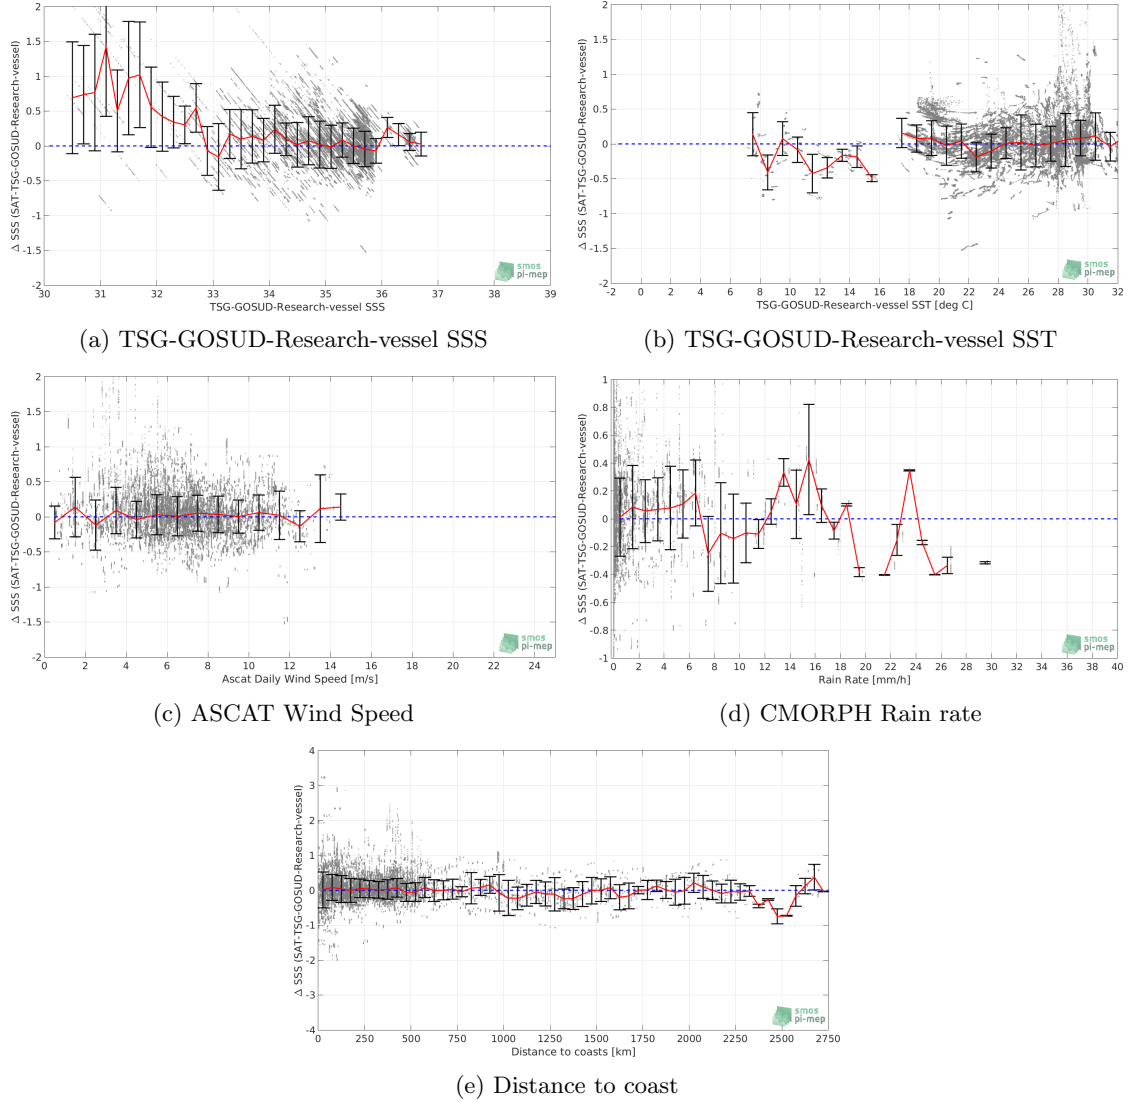 2
1.5
1
0.5
0
-0.5
-1
-1.5
-2
Δ SSS (SAT-TSG-GOSUD-Research-vessel)
30 31 32 33 34 35 36 37 38 39
TSG-GOSUD-Research-vessel SSS
smos
pi-mep
(a) TSG-GOSUD-Research-vessel SSS
2
1.5
1
0.5
0
-0.5
-1
-1.5
-2
Δ SSS (SAT-TSG-GOSUD-Research-vessel)
-2 0 2 4 6 8 10 12 14 16 18 20 22 24 26 28 30 32
TSG-GOSUD-Research-vessel SST [deg C]
smos
pi-mep
(b) TSG-GOSUD-Research-vessel SST
2
1.5
1
0.5
0
-0.5
-1
-1.5
-2
Δ SSS (SAT-TSG-GOSUD-Research-vessel)
0 2 4 6 8 10 12 14 16 18 20 22 24
Ascat Daily Wind Speed [m/s]
smos
pi-mep
(c) ASCAT Wind Speed
1
0.8
0.6
0.4
0.2
0
-0.2
-0.4
-0.6
-0.8
-1
Δ SSS (SAT-TSG-GOSUD-Research-vessel)
0 2 4 6 8 10 12 14 16 18 20 22 24 26 28 30 32 34 36 38 40
Rain Rate [mm/h]
smos
pi-mep
(d) CMORPH Rain rate
4
3
2
1
0
-1
-2
-3
-4
Δ SSS (SAT-TSG-GOSUD-Research-vessel)
0 250 500 750 1000 1250 1500 1750 2000 2250 2500 2750
Distance to coasts [km]
smos
pi-mep
(e) Distance to coast